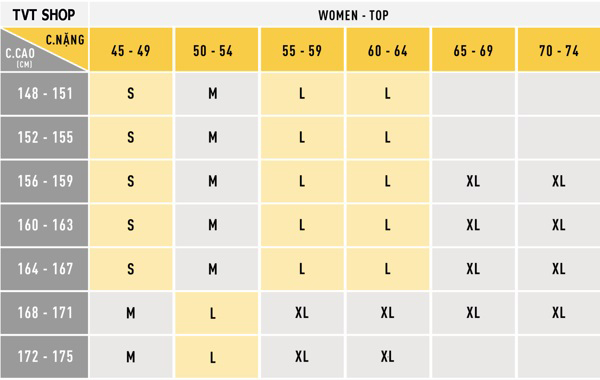 TVT SHOP
WOMEN - TOP
C.NẶNG
C.CAO
[CM]
45 - 49 50 - 54 55 - 59 60 - 64 65 - 69 70 - 74
148 - 151 S M L L
152 - 155 S M L L
156 - 159 S M L L XL XL
160 - 163 S M L L XL XL
164 - 167 S M L L XL XL
168 - 171 M L XL XL XL XL
172 - 175 M L XL XL